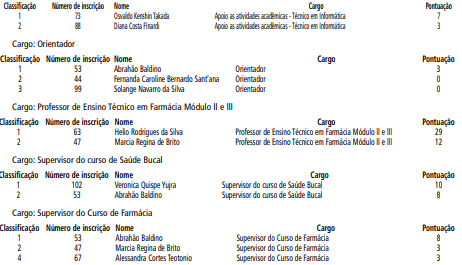 Classificação Número de inscrição Nome Cargo Pontuação
1 73 Osvaldo Kenshin Takada Apoio as atividades acadêmicas - Técnico em Informática 7
2 88 Diana Costa Finardi Apoio as atividades acadêmicas - Técnico em Informática 3
Cargo: Orientador
Classificação Número de inscrição Nome Cargo Pontuação
1 53 Abrahão Baldino Orientador 3
2 44 Fernanda Caroline Bernardo Sant'ana Orientador 0
3 99 Solange Navarro da Silva Orientador 0
Cargo: Professor de Ensino Técnico em Farmácia Módulo II e III
Classificação Número de inscrição Nome Cargo Pontuação
1 63 Helio Rodrigues da Silva Professor de Ensino Técnico em Farmácia Módulo II e III 29
2 47 Marcia Regina de Brito Professor de Ensino Técnico em Farmácia Módulo II e III 12
Cargo: Supervisor do curso de Saúde Bucal
Classificação Número de inscrição Nome Cargo Pontuação
1 102 Veronica Quispe Yujra Supervisor do curso de Saúde Bucal 10
2 53 Abrahão Baldino Supervisor do curso de Saúde Bucal 8
Cargo: Supervisor do Curso de Farmácia
Classificação Número de inscrição Nome Cargo Pontuação
1 53 Abrahão Baldino Supervisor do Curso de Farmácia 8
2 47 Marcia Regina de Brito Supervisor do Curso de Farmácia 3
4 67 Alessandra Cortes Teotonio Supervisor do Curso de Farmácia 3